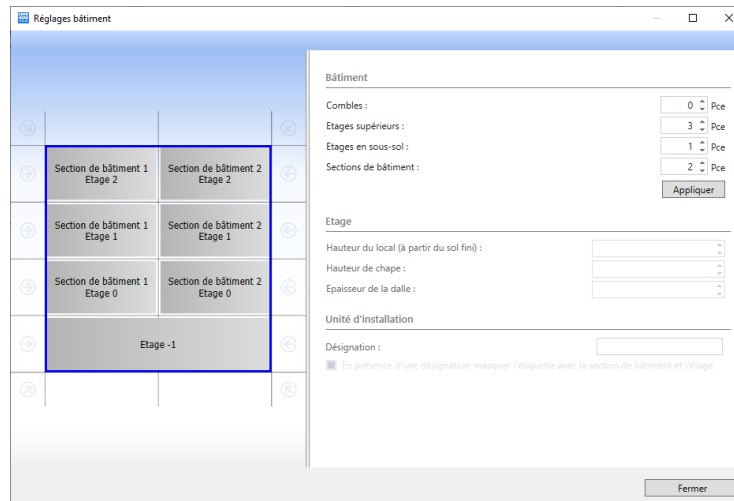 Réglages bâtiment
Section de bâtiment 1
Etage 2
Section de bâtiment 2
Etage 2
Section de bâtiment 1
Etage 1
Section de bâtiment 2
Etage 1
Section de bâtiment 1
Etage 0
Section de bâtiment 2
Etage 0
Etage -1
Bâtiment
Combles : 0 Pce
Etages supérieurs : 3 Pce
Etages en sous-sol : 1 Pce
Sections de bâtiment : 2 Pce
Appliquer
Etage
Hauteur du local (à partir du sol fini) :
Hauteur de chape :
Epaisseur de la dalle :
Unité d'installation
Désignation :
En présence d'une désignation, masquer l'étiquette avec la section de bâtiment et l'étage
Fermer